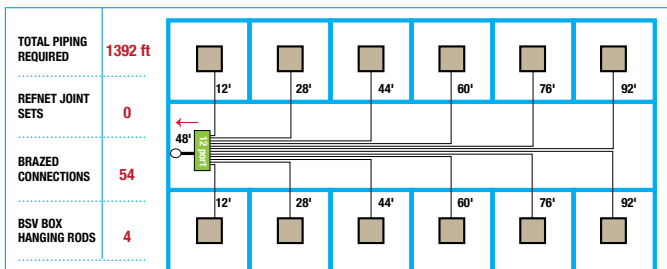 TOTAL PIPING
REQUIRED
1392 ft
REFNET JOINT
SETS
0
BRAZED
CONNECTIONS
54
BSV BOX
HANGING RODS
4
12'
28'
44'
60'
76'
92'
48'
12 port
12'
28'
44'
60'
76'
92'